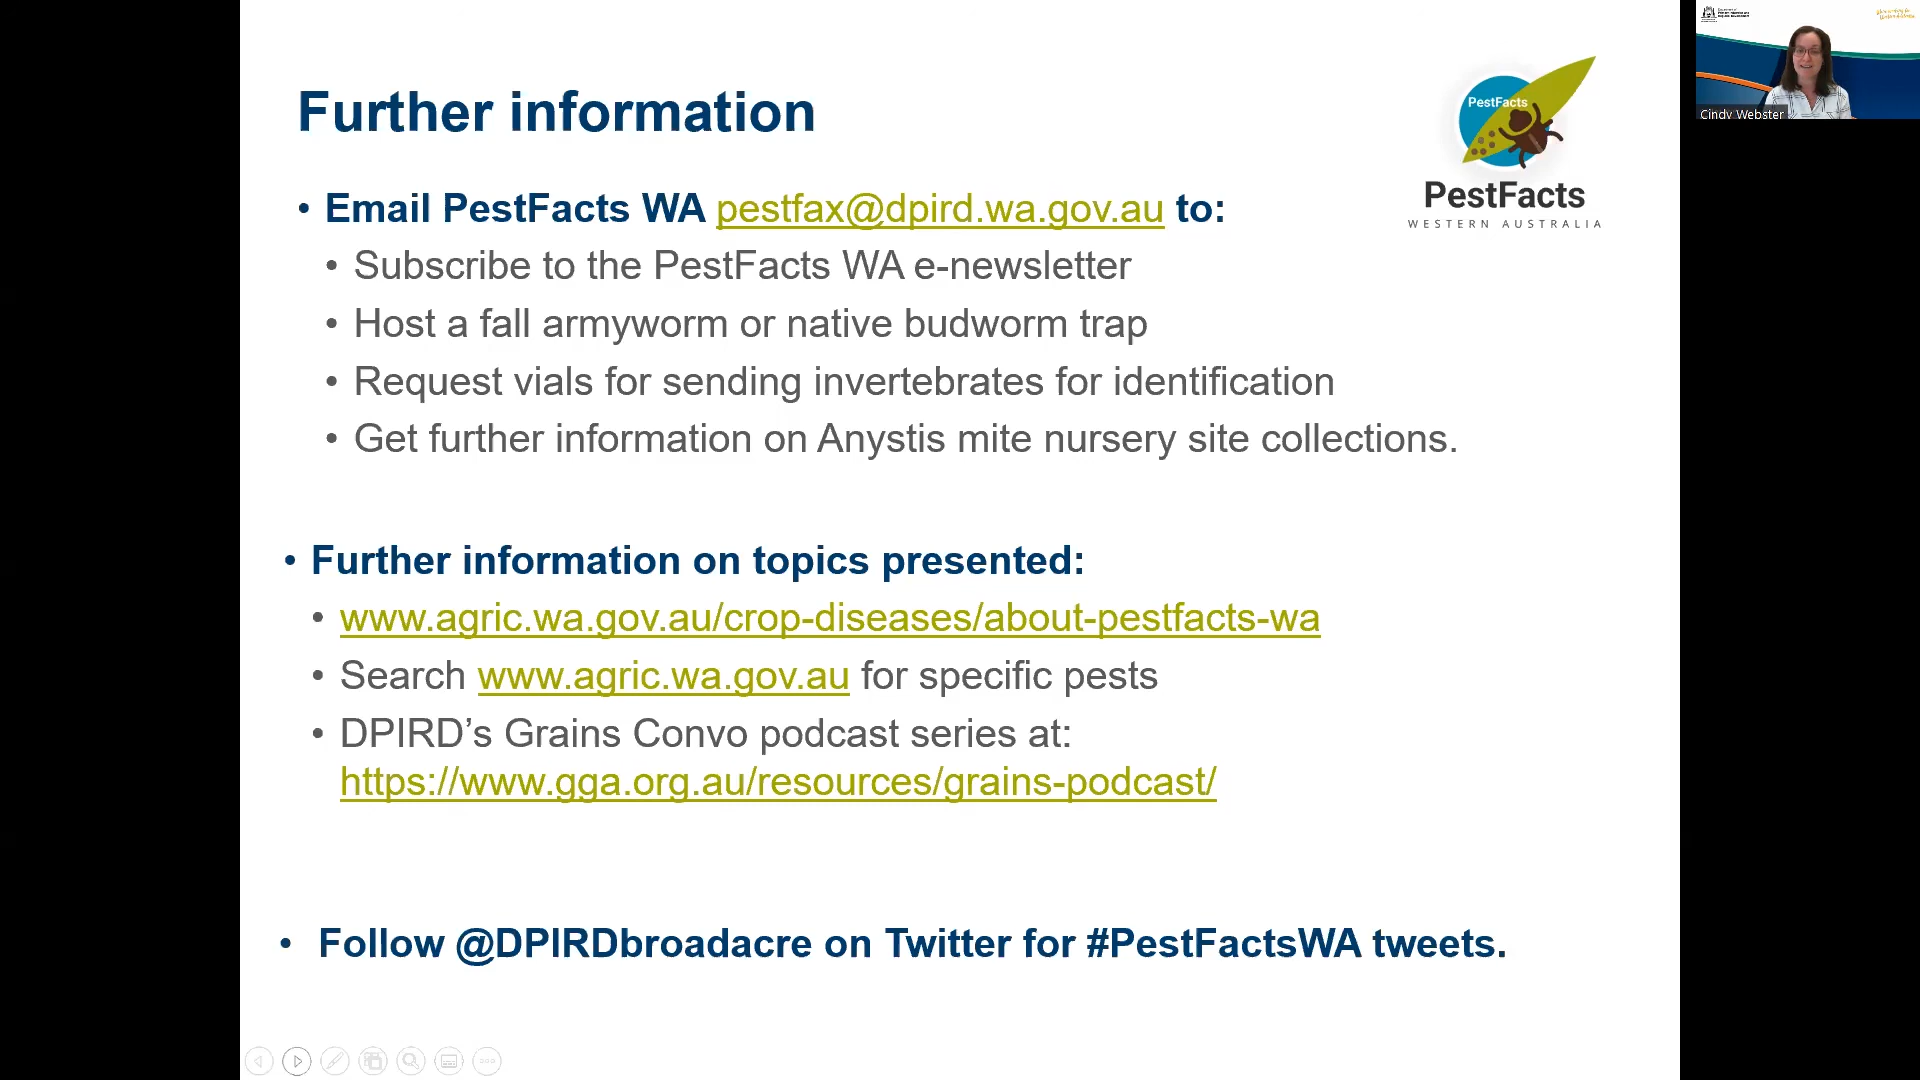 Further information
PestFacts
PestFacts
WESTERN AUSTRALIA
• Email PestFacts WA pestfax@dpird.wa.gov.au to:
• Subscribe to the PestFacts WA e-newsletter
• Host a fall armyworm or native budworm trap
• Request vials for sending invertebrates for identification
• Get further information on Anystis mite nursery site collections.
• Further information on topics presented:
• www.agric.wa.gov.au/crop-diseases/about-pestfacts-wa
• Search www.agric.wa.gov.au for specific pests
• DPIRD’s Grains Convo podcast series at:
https://www.gga.org.au/resources/grains-podcast/
• Follow @DPIRDbroadacre on Twitter for #PestFactsWA tweets.
Cindy Webster